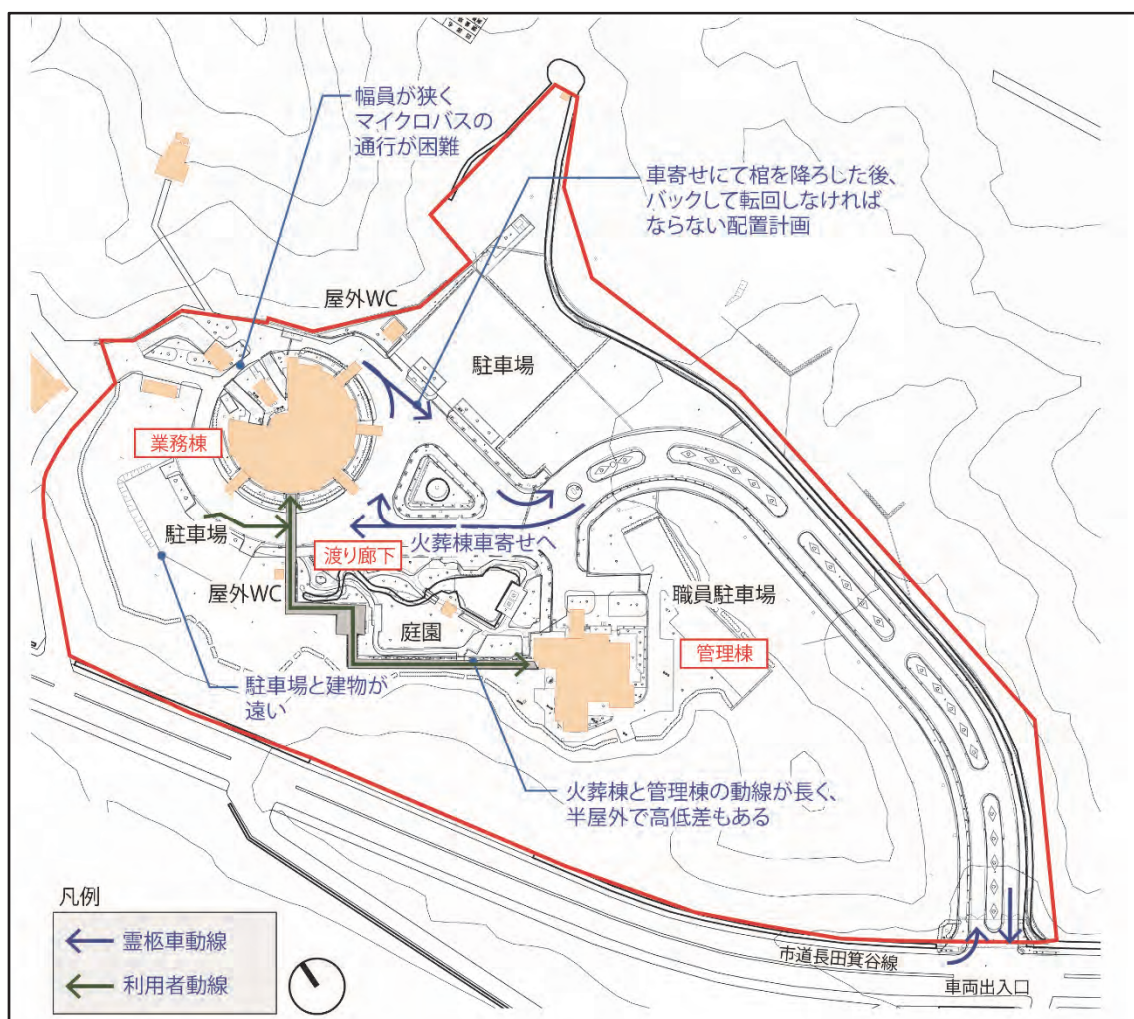 幅員が狭く
マイクロバスの
通行が困難
車寄せにて棺を降ろした後、
バックして転回しなければ
ならない配置計画
屋外WC
駐車場
業務棟
火葬棟車寄せへ
駐車場
渡り廊下
屋外WC
庭園
職員駐車場
管理棟
駐車場と建物が
遠い
火葬棟と管理棟の動線が長く、
半屋外で高低差もある
凡例
霊柩車動線
利用者動線
市道長田箕谷線
車両出入口